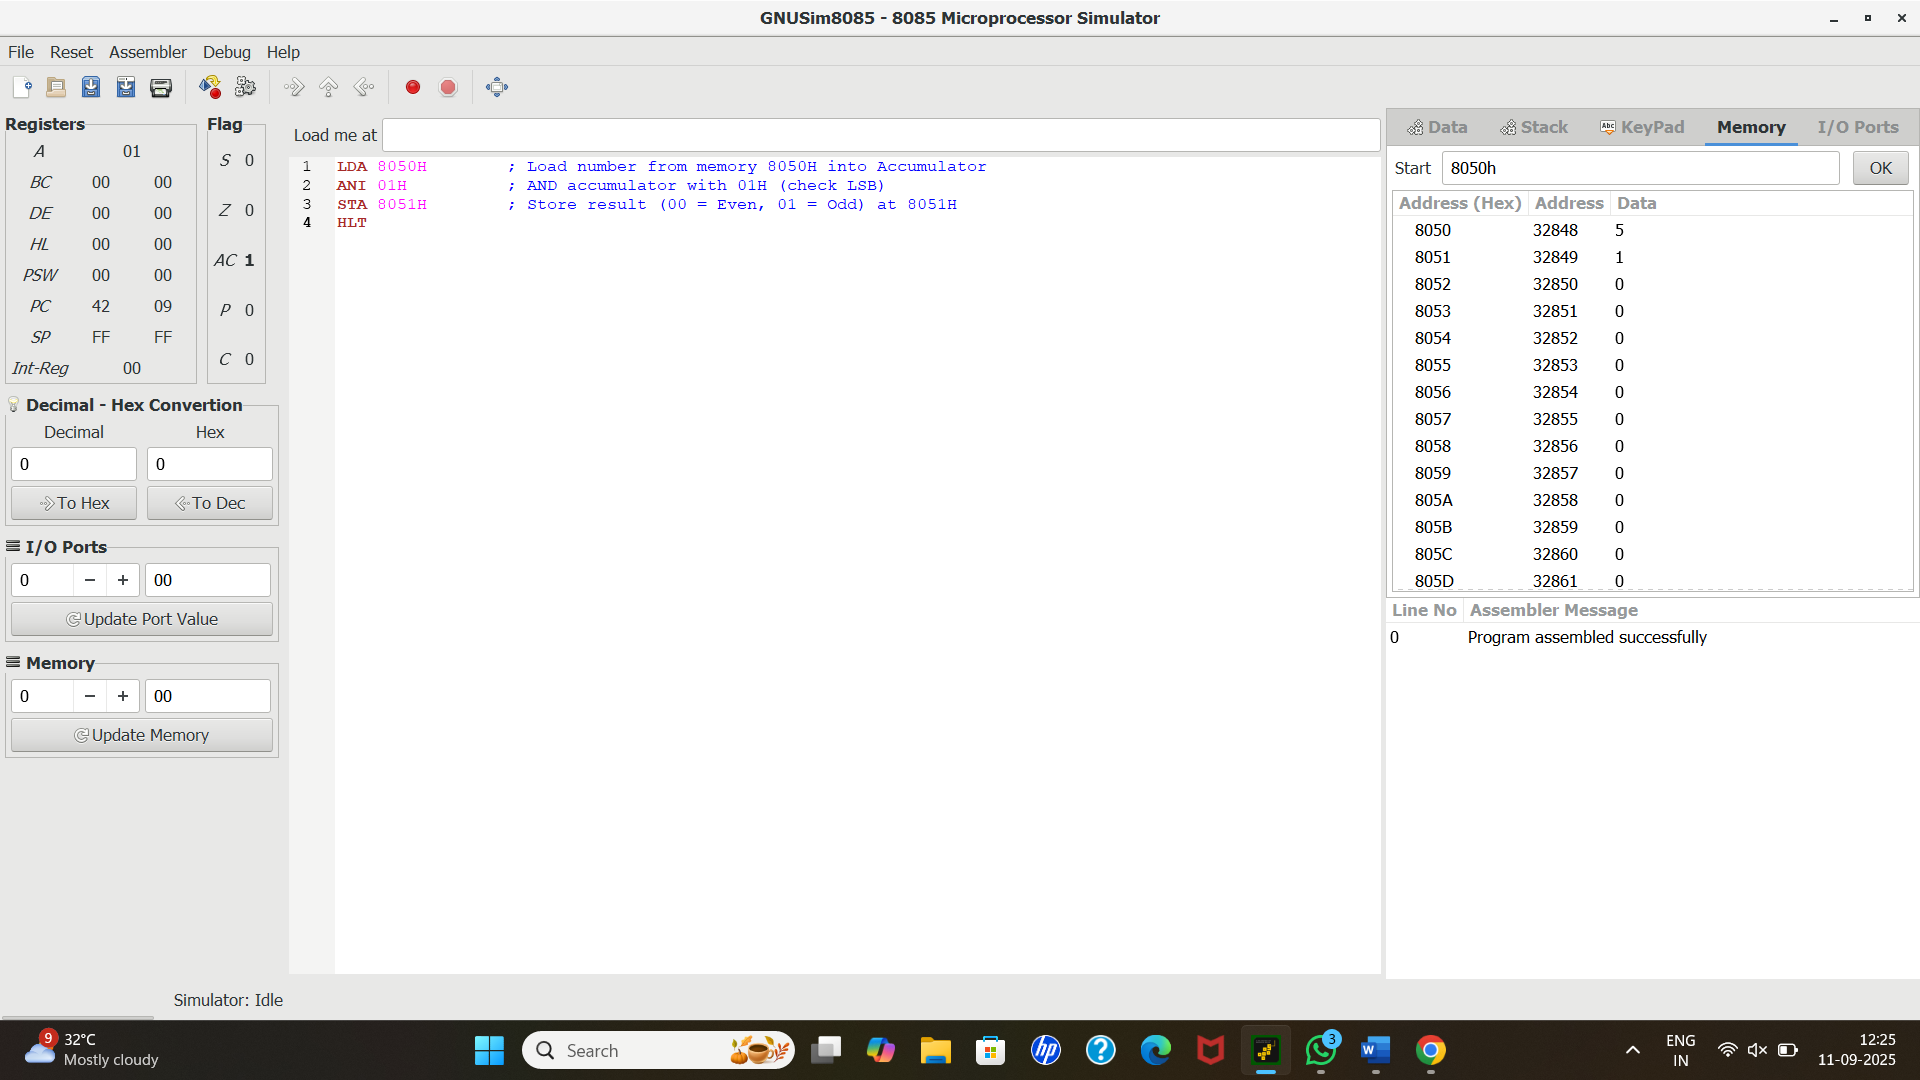 GNUSim8085 - 8085 Microprocessor Simulator
File Reset Assembler Debug Help
Registers
A 01
BC 00 00
DE 00 00
HL 00 00
PSW 00 00
PC 42 09
SP FF FF
Int-Reg 00
Flag
S 0
Z 0
AC 1
P 0
C 0
Decimal - Hex Convertion
Decimal Hex
0 0
To Hex To Dec
I/O Ports
0 − + 00
Update Port Value
Memory
0 − + 00
Update Memory
Load me at
1 LDA 8050H ; Load number from memory 8050H into Accumulator
2 ANI 01H ; AND accumulator with 01H (check LSB)
3 STA 8051H ; Store result (00 = Even, 01 = Odd) at 8051H
4 HLT
Data Stack Abc KeyPad Memory I/O Ports
Start 8050h OK
Address (Hex) Address Data
8050 32848 5
8051 32849 1
8052 32850 0
8053 32851 0
8054 32852 0
8055 32853 0
8056 32854 0
8057 32855 0
8058 32856 0
8059 32857 0
805A 32858 0
805B 32859 0
805C 32860 0
805D 32861 0
Line No Assembler Message
0 Program assembled successfully
Simulator: Idle
9 32°C
Mostly cloudy
Search
hp
?
3
W
ENG
IN
12:25
11-09-2025